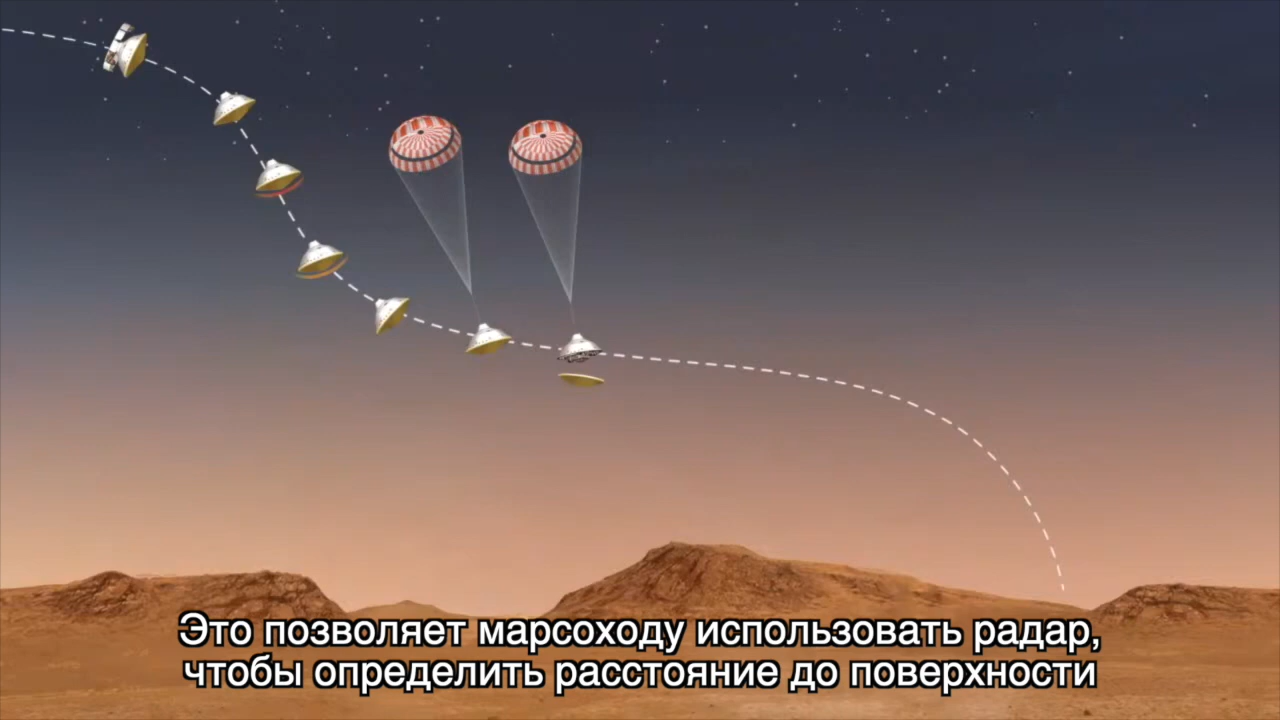 Это позволяет марсоходу использовать радар,
чтобы определить расстояние до поверхности